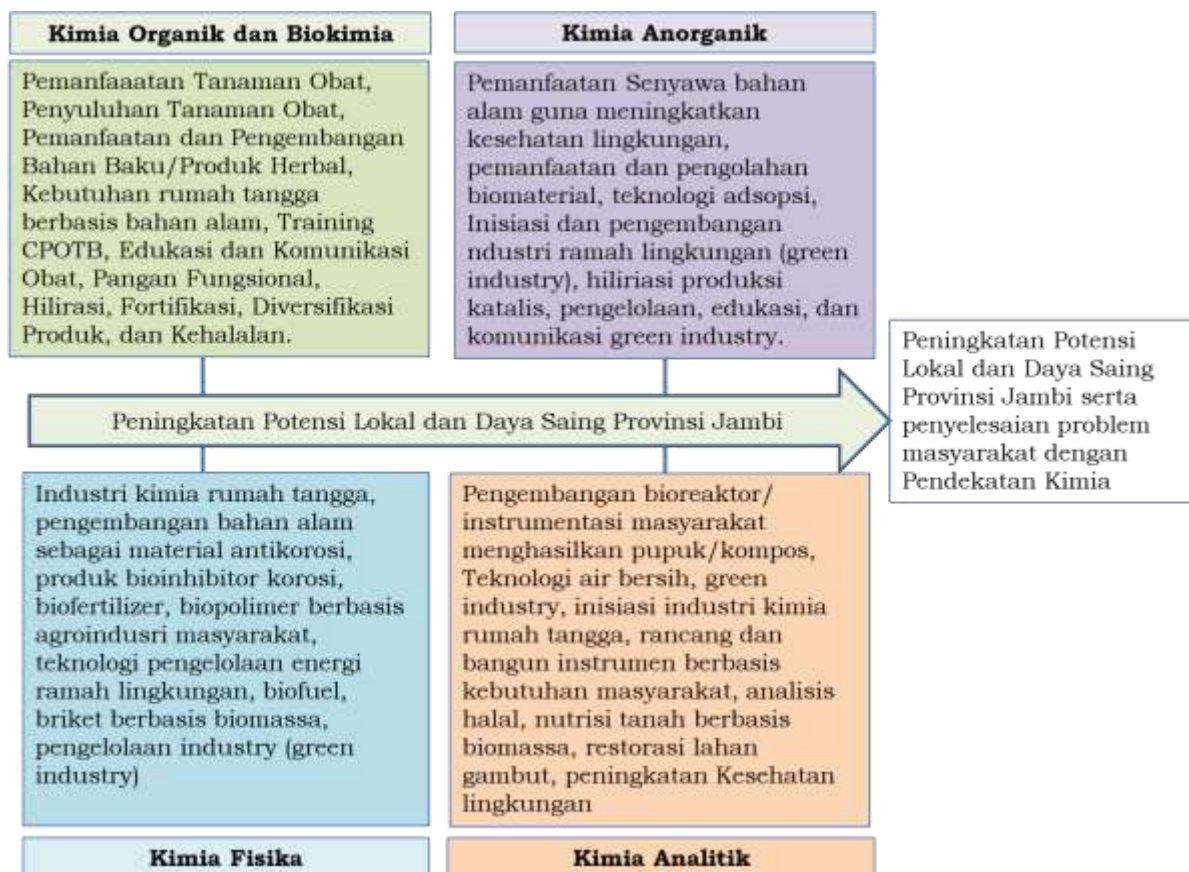 Kimia Organik dan Biokimia
Pemanfaaatan Tanaman Obat,
Penyuluhan Tanaman Obat,
Pemanfaatan dan Pengembangan
Bahan Baku/Produk Herbal,
Kebutuhan rumah tangga
berbasis bahan alam, Training
CPOTB, Edukasi dan Komunikasi
Obat, Pangan Fungsional,
Hilirasi, Fortifikasi, Diversifikasi
Produk, dan Kehalalan.
Kimia Anorganik
Pemanfaatan Senyawa bahan
alam guna meningkatkan
kesehatan lingkungan,
pemanfaatan dan pengolahan
biomaterial, teknologi adsopsi,
Inisiasi dan pengembangan
ndustri ramah lingkungan (green
industry), hiliriasi produksi
katalis, pengelolaan, edukasi, dan
komunikasi green industry.
Peningkatan Potensi Lokal dan Daya Saing Provinsi Jambi
Peningkatan Potensi
Lokal dan Daya Saing
Provinsi Jambi serta
penyelesaian problem
masyarakat dengan
Pendekatan Kimia
Industri kimia rumah tangga,
pengembangan bahan alam
sebagai material antikorosi,
produk bioinhibitor korosi,
biofertilizer, biopolimer berbasis
agroindusri masyarakat,
teknologi pengelolaan energi
ramah lingkungan, biofuel,
briket berbasis biomassa,
pengelolaan industry (green
industry)
Kimia Fisika
Pengembangan bioreaktor/
instrumentasi masyarakat
menghasilkan pupuk/kompos,
Teknologi air bersih, green
industry, inisiasi industri kimia
rumah tangga, rancang dan
bangun instrumen berbasis
kebutuhan masyarakat, analisis
halal, nutrisi tanah berbasis
biomassa, restorasi lahan
gambut, peningkatan Kesehatan
lingkungan
Kimia Analitik